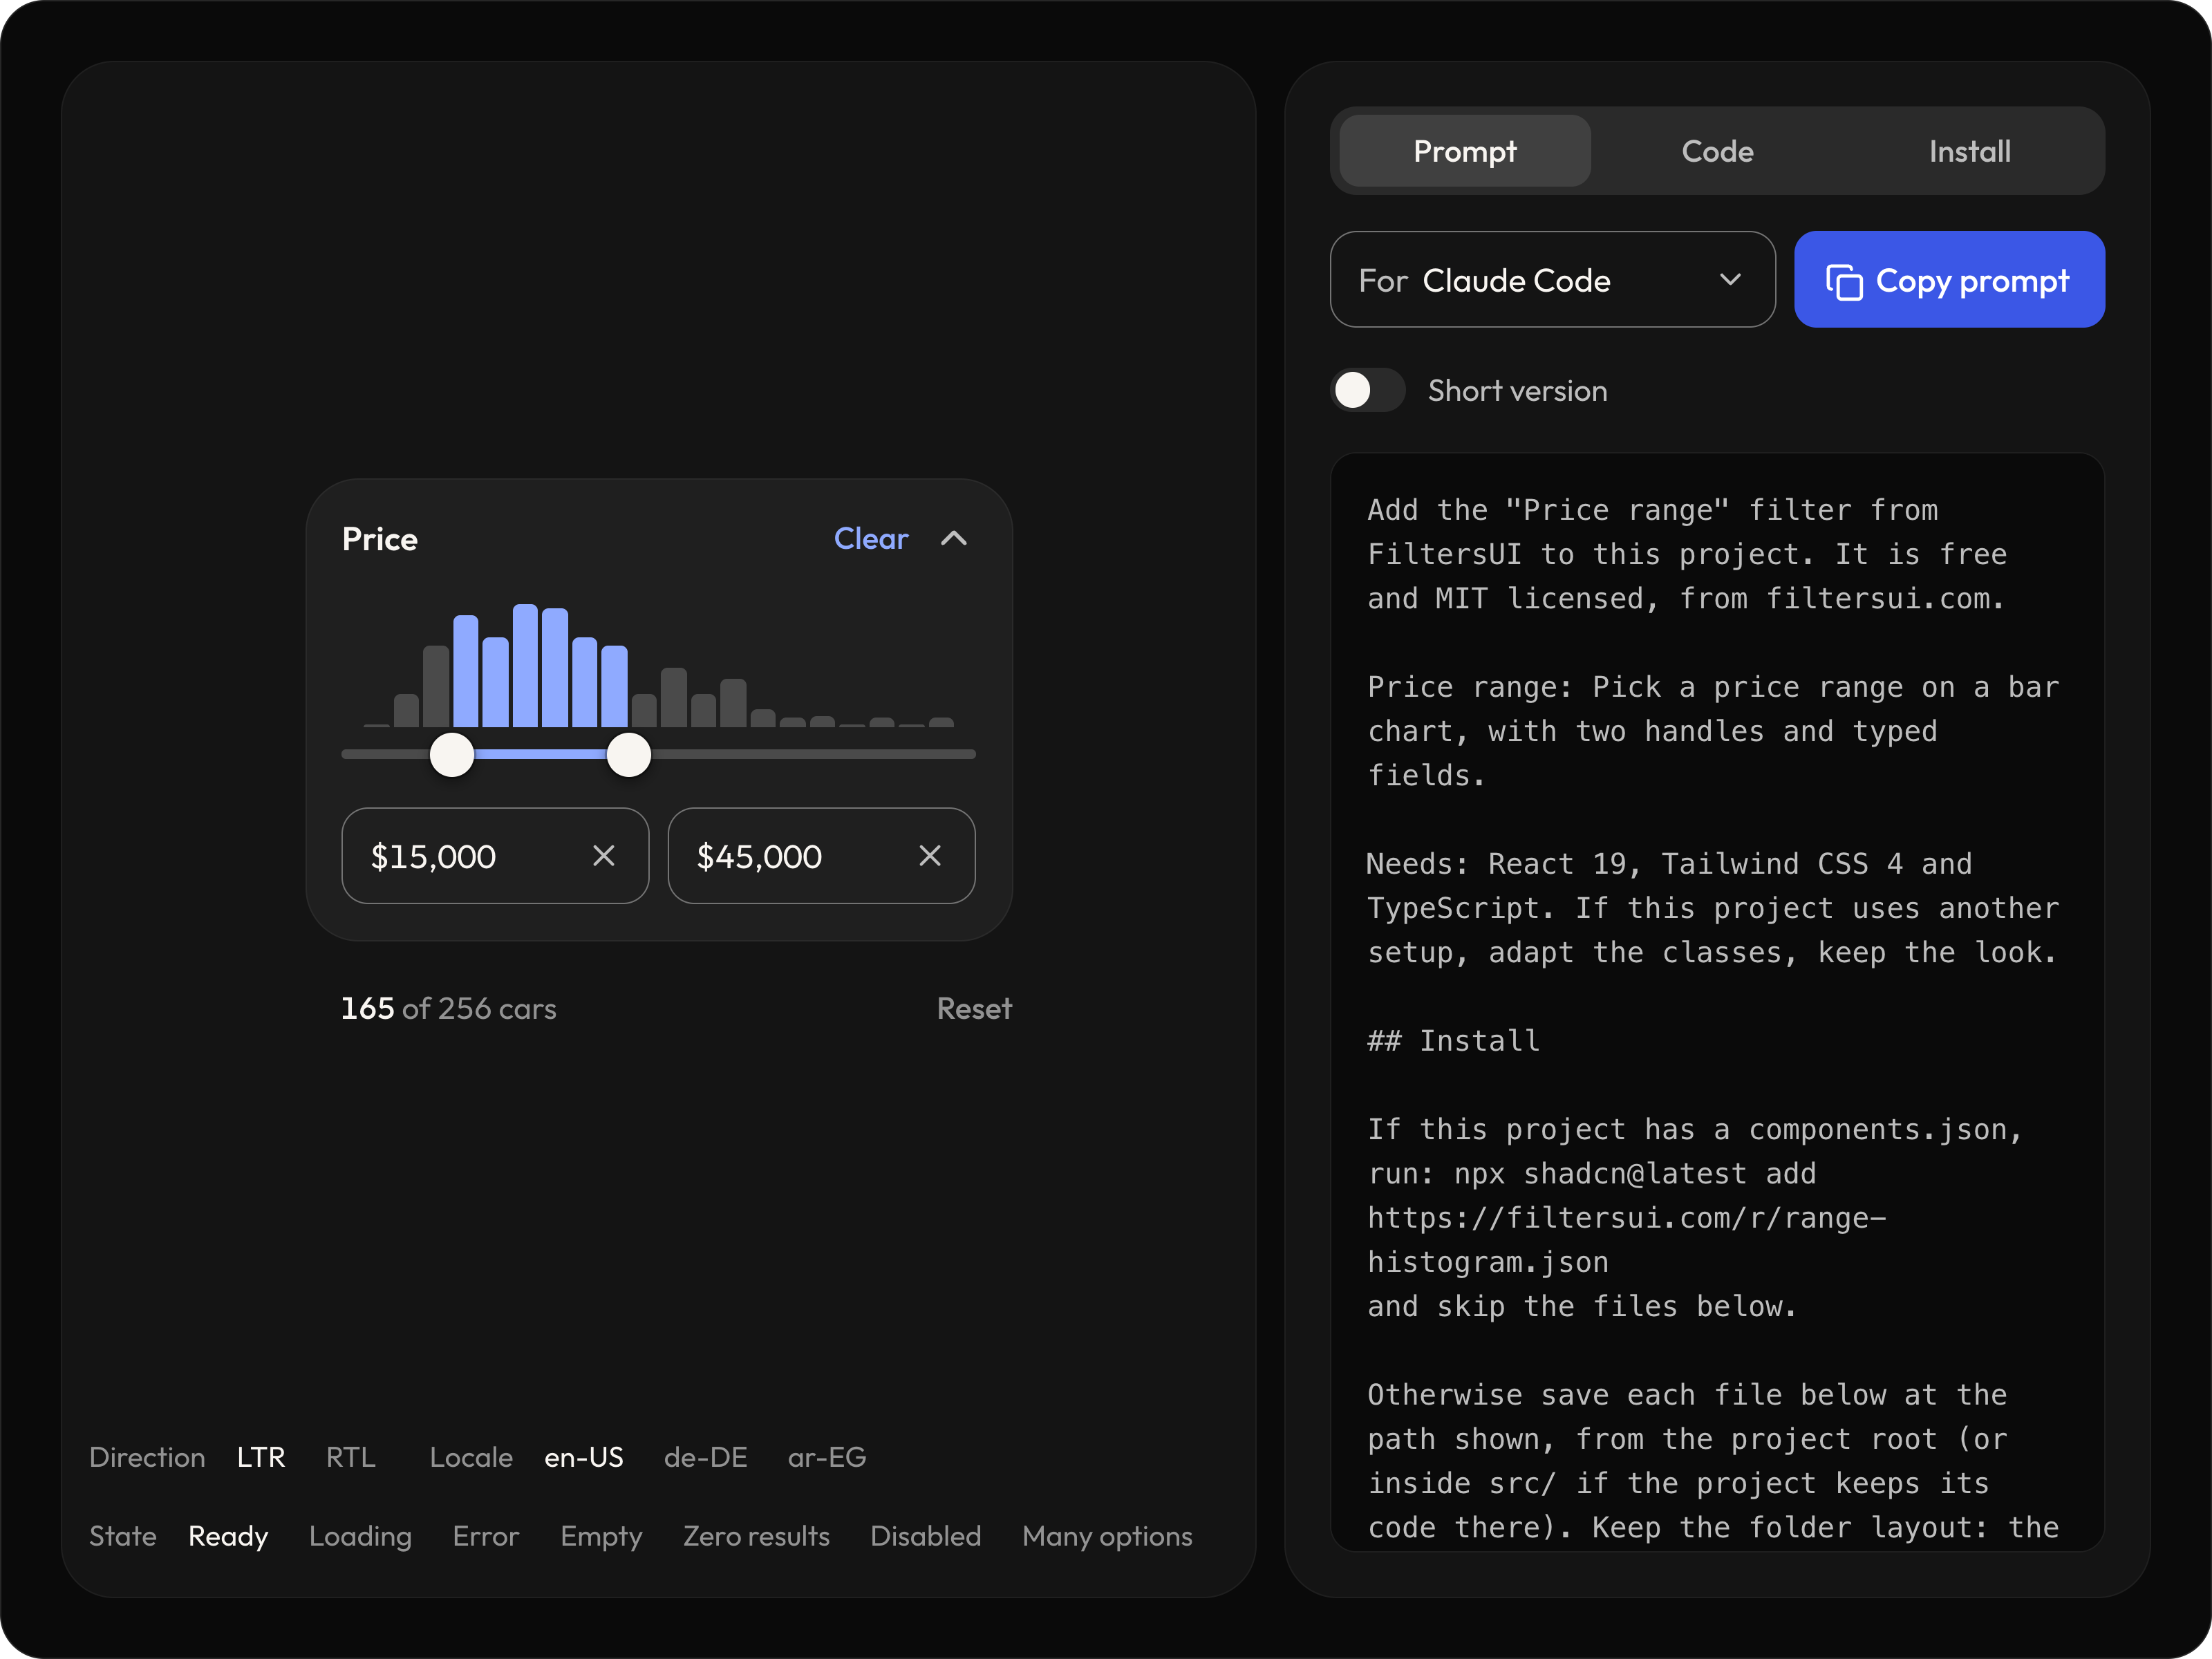 Price
Clear
$15,000
$45,000
165 of 256 cars
Reset
Direction LTR RTL Locale en-US de-DE ar-EG
State Ready Loading Error Empty Zero results Disabled Many options
Prompt Code Install
For Claude Code
Copy prompt
Short version
Add the "Price range" filter from
FiltersUI to this project. It is free
and MIT licensed, from filtersui.com.
Price range: Pick a price range on a bar
chart, with two handles and typed
fields.
Needs: React 19, Tailwind CSS 4 and
TypeScript. If this project uses another
setup, adapt the classes, keep the look.
## Install
If this project has a components.json,
run: npx shadcn@latest add
https://filtersui.com/r/range-
histogram.json
and skip the files below.
Otherwise save each file below at the
path shown, from the project root (or
inside src/ if the project keeps its
code there). Keep the folder layout: the